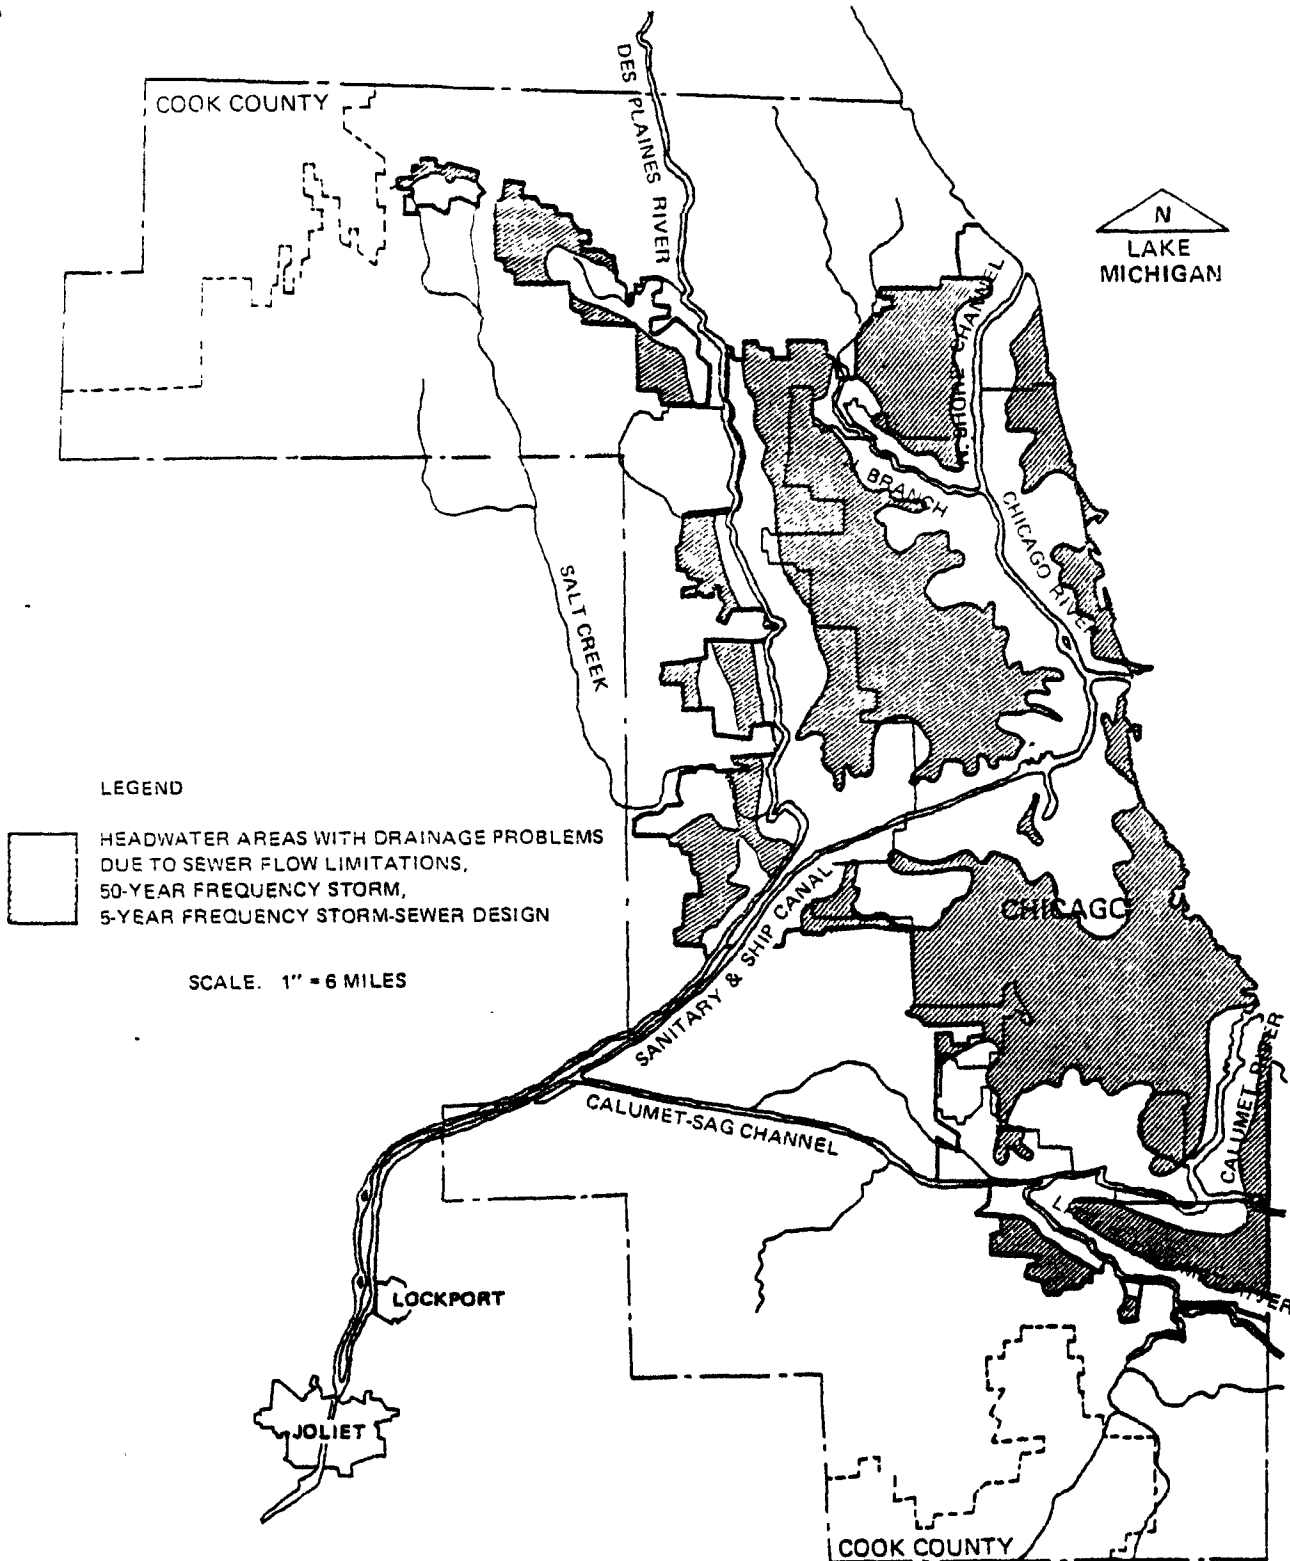 DES PLAINES RIVER
COOK COUNTY
N
LAKE
MICHIGAN
N. SHORE CHANNEL
BRANCH
CHICAGO RIVER
SALT CREEK
LEGEND
HEADWATER AREAS WITH DRAINAGE PROBLEMS
DUE TO SEWER FLOW LIMITATIONS,
50-YEAR FREQUENCY STORM,
5-YEAR FREQUENCY STORM-SEWER DESIGN
SCALE. 1" = 6 MILES
CHICAGO
SANITARY & SHIP CANAL
CALUMET RIVER
CALUMET-SAG CHANNEL
LOCKPORT
RIVER
JOLIET
COOK COUNTY